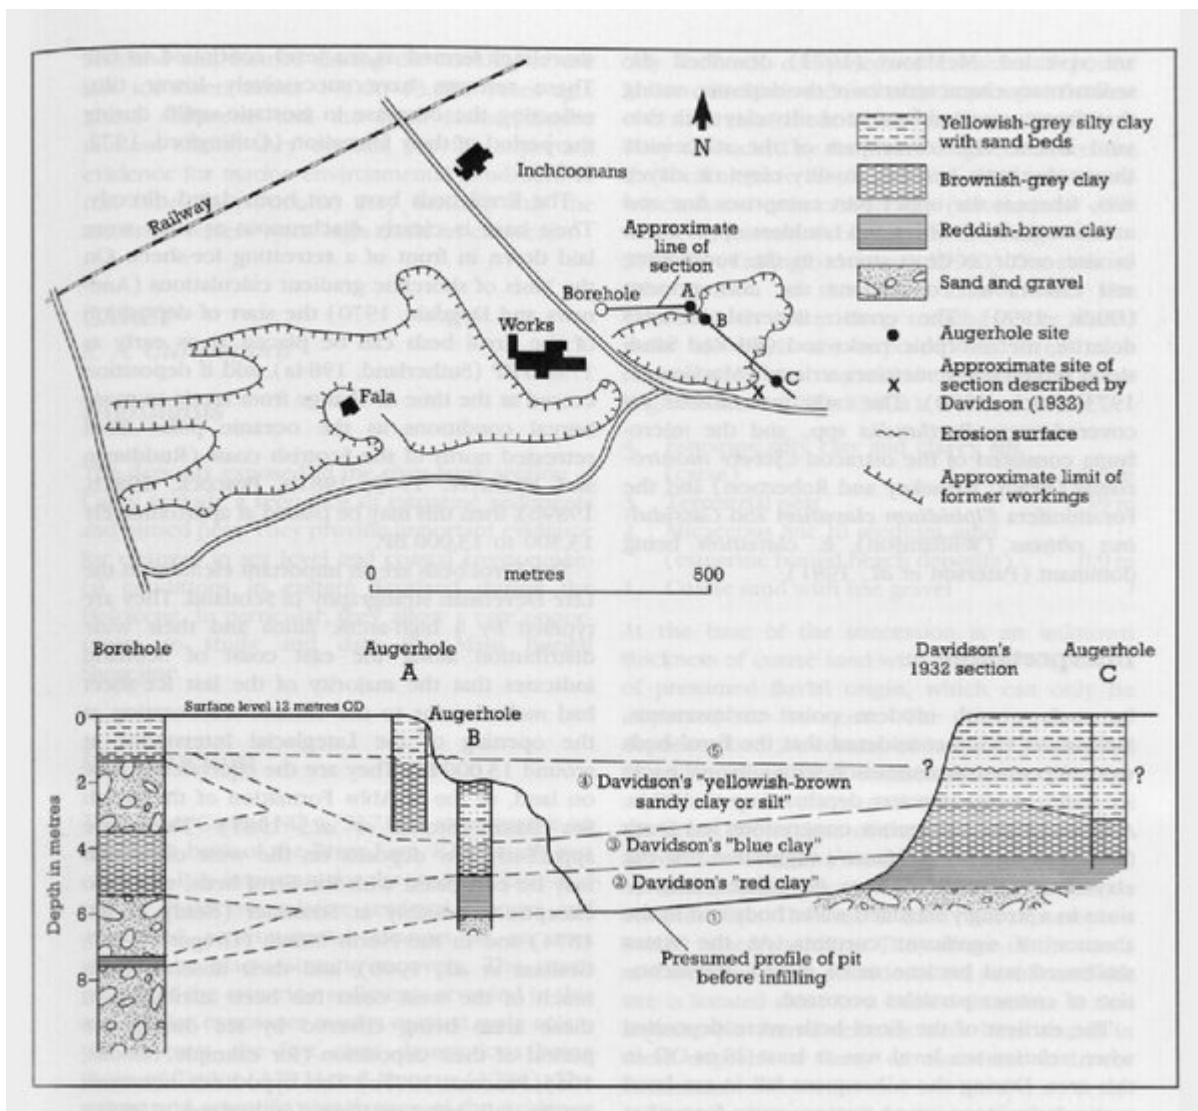 Railway
Inchcoonans
N
Approximate
line of
section
Borehole
A
B
C
X
Works
Fala
0 metres 500
Yellowish-grey silty clay
with sand beds
Brownish-grey clay
Reddish-brown clay
Sand and gravel
Augerhole site
X Approximate site of
section described by
Davidson (1932)
Erosion surface
Approximate limit of
former workings
Borehole
Augerhole
A
Davidson's
1932 section
Augerhole
C
Surface level 12 metres OD
Augerhole
B
0
2
4
6
8
Depth in metres
⑤
?
?
④ Davidson's "yellowish-brown
sandy clay or silt"
③ Davidson's "blue clay"
② Davidson's "red clay"
①
Presumed profile of pit
before infilling